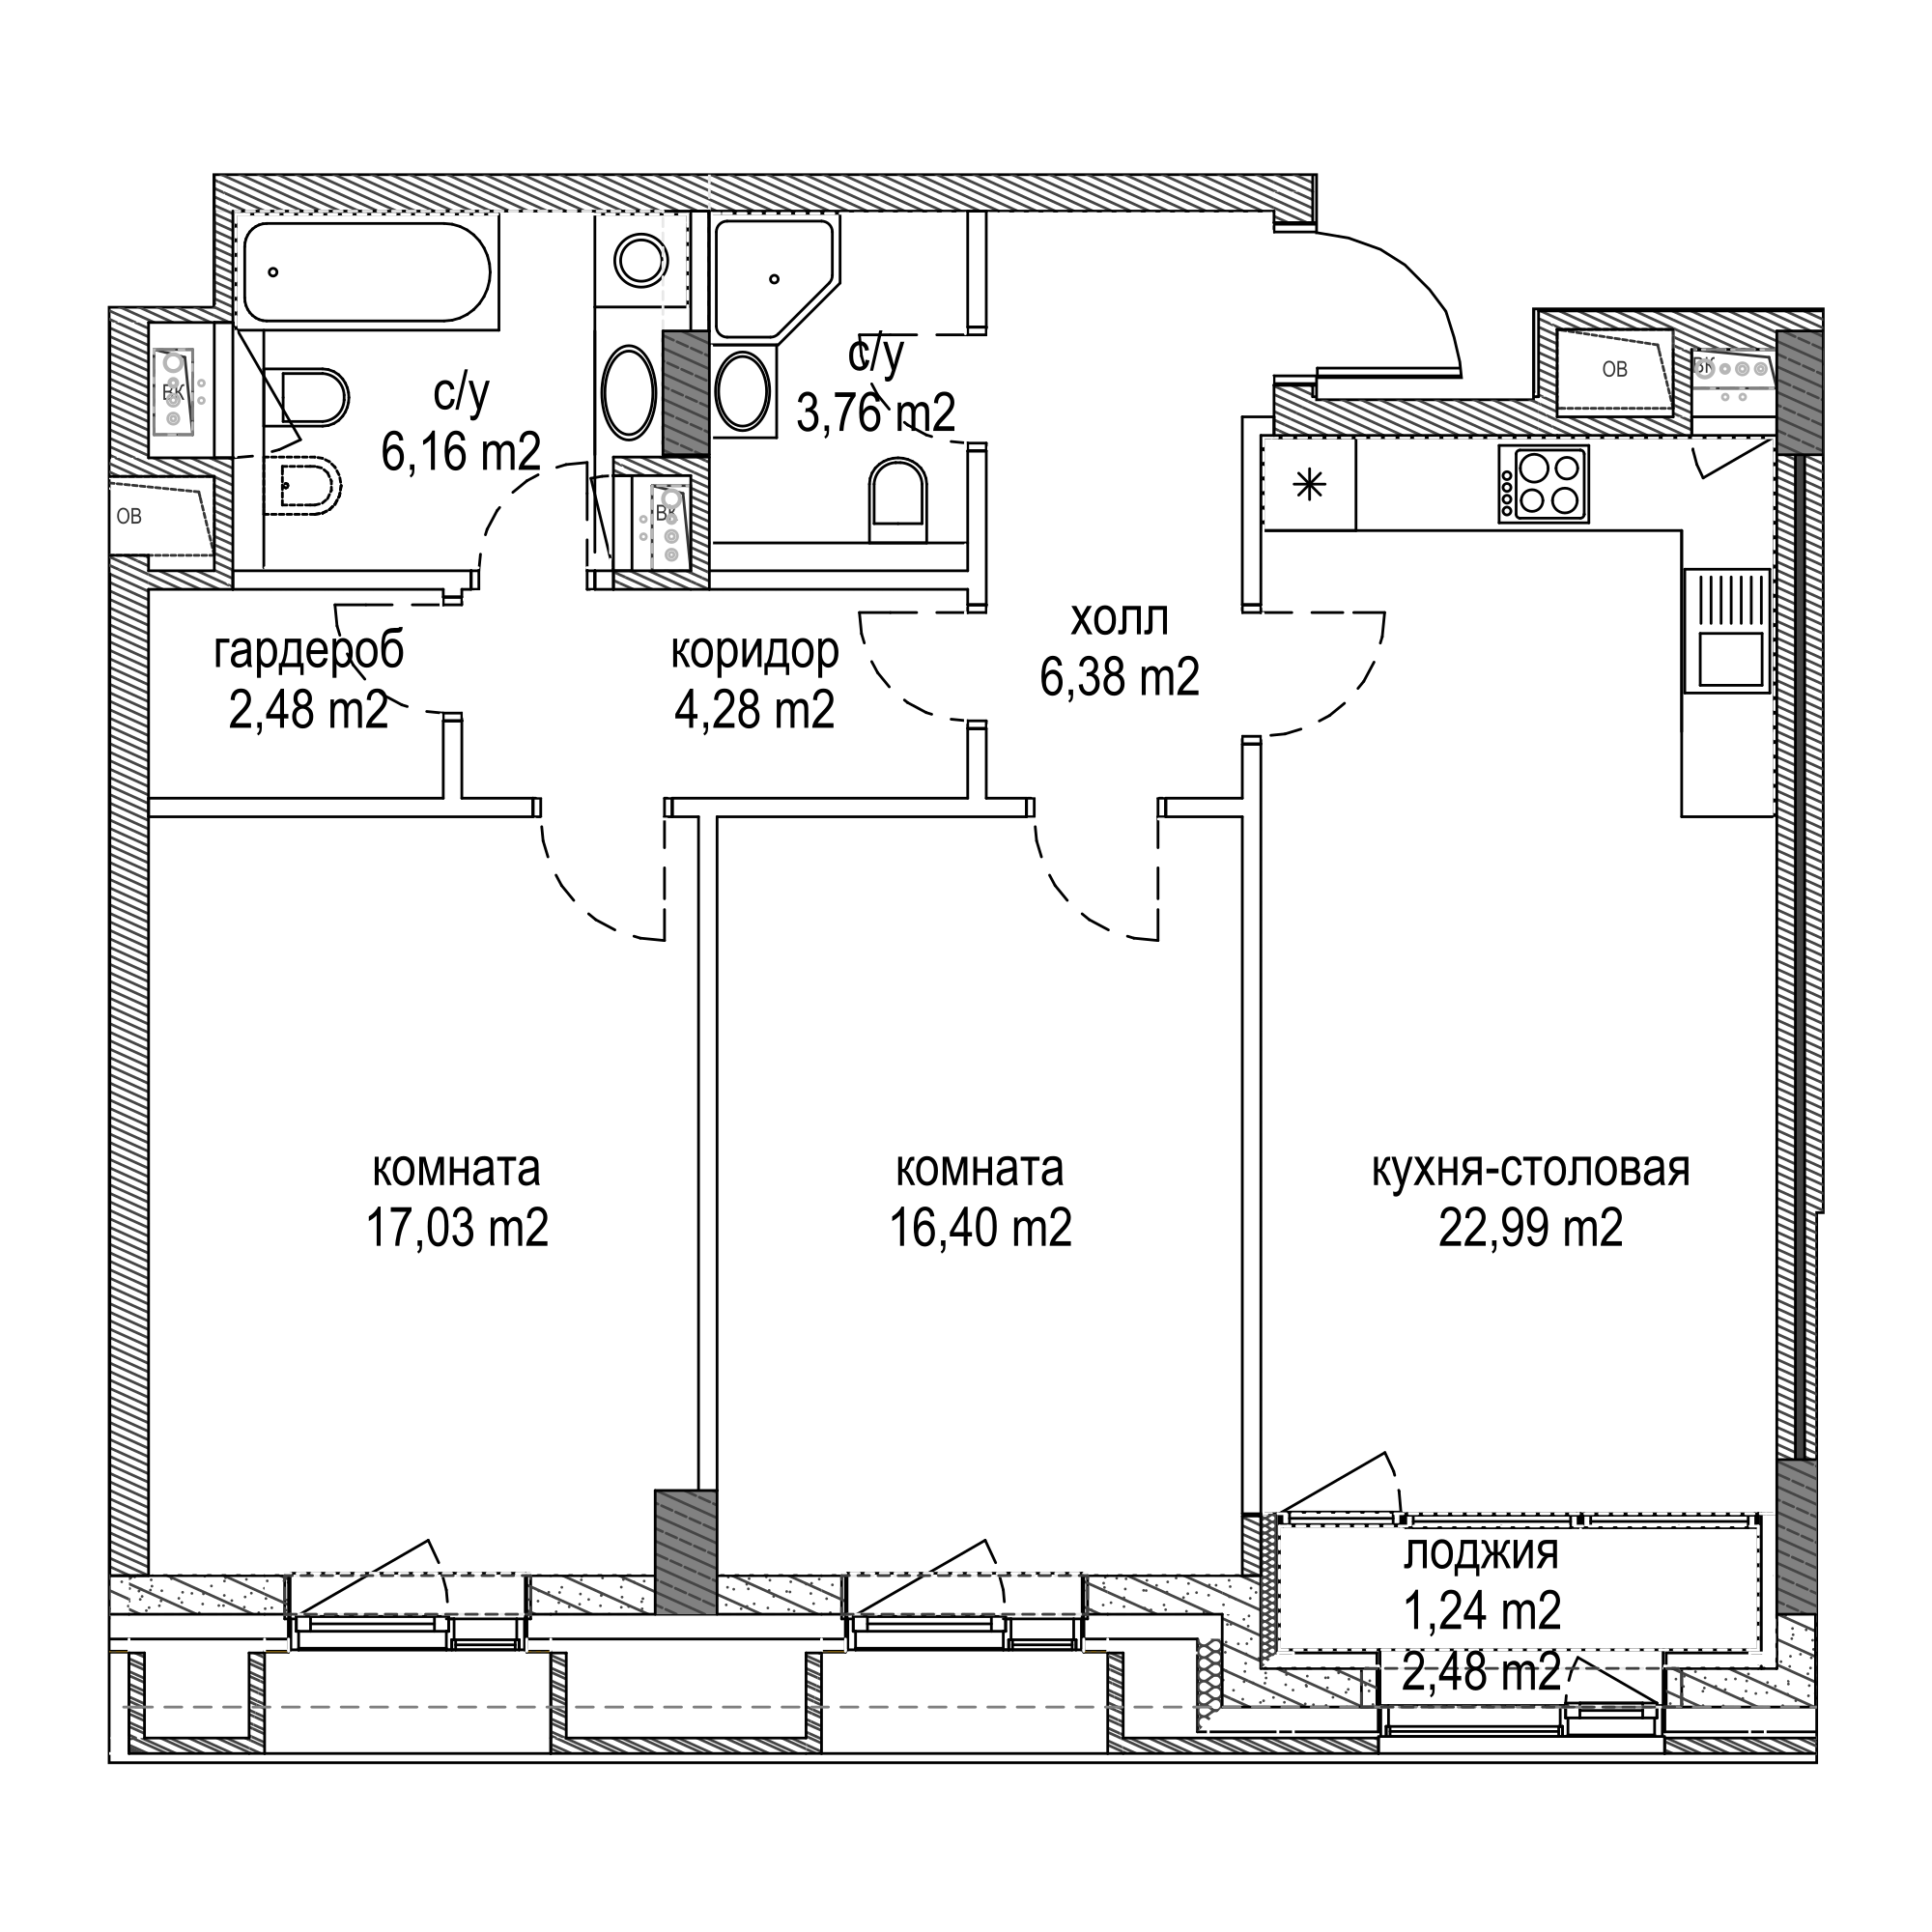 с/у
6,16 m2
с/у
3,76 m2
ОВ
ВК
ВК
ОВ
ВК
гардероб
2,48 m2
коридор
4,28 m2
холл
6,38 m2
комната
17,03 m2
комната
16,40 m2
кухня-столовая
22,99 m2
лоджия
1,24 m2
2,48 m2